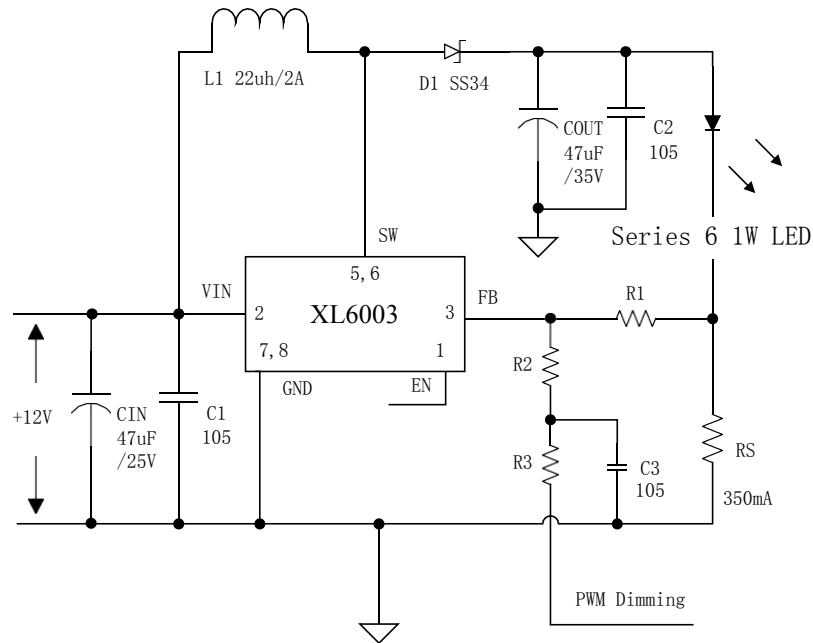 L1 22uh/2A
D1 SS34
COUT
47uF
/35V
C2
105
SW
Series 6 1W LED
5,6
VIN
2
XL6003
3
FB
R1
7,8
1
GND
EN
R2
+12V
CIN
47uF
/25V
C1
105
R3
C3
105
RS
350mA
PWM Dimming